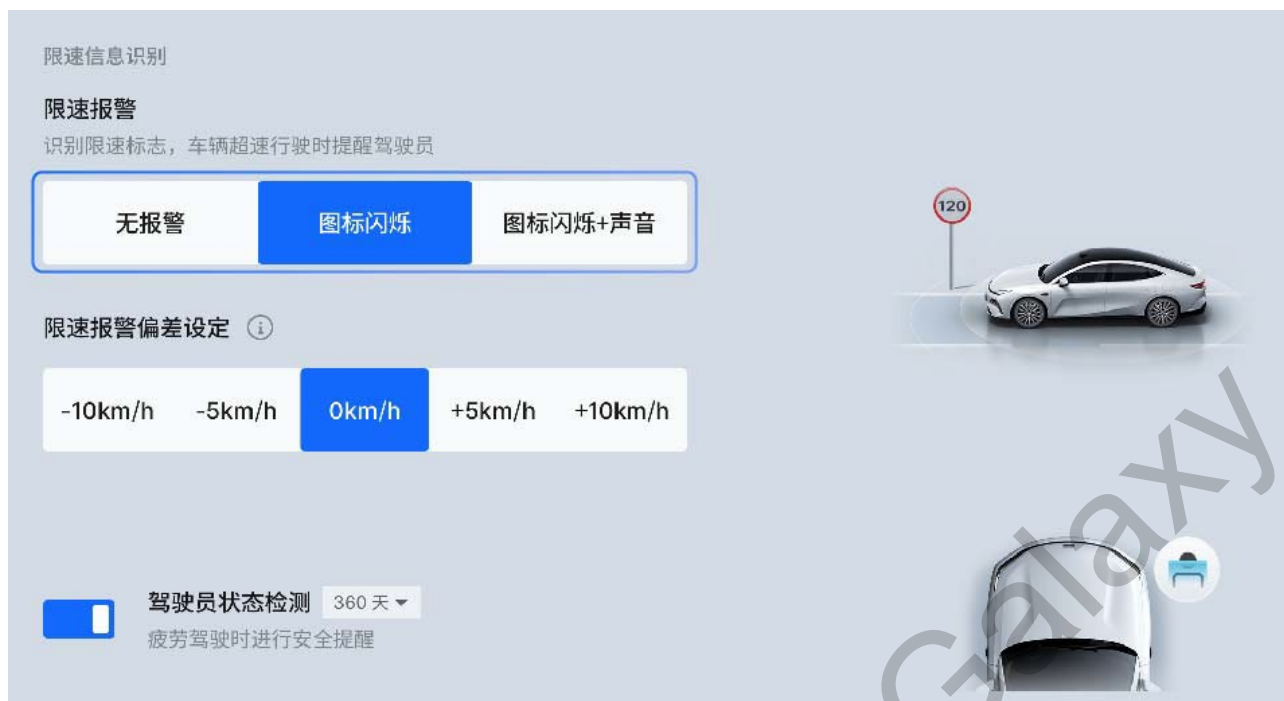 限速信息识别
限速报警
识别限速标志，车辆超速行驶时提醒驾驶员
无报警 图标闪烁 图标闪烁+声音
120
限速报警偏差设定
-10km/h -5km/h 0km/h +5km/h +10km/h
驾驶员状态检测 360天
疲劳驾驶时进行安全提醒
Galaxy